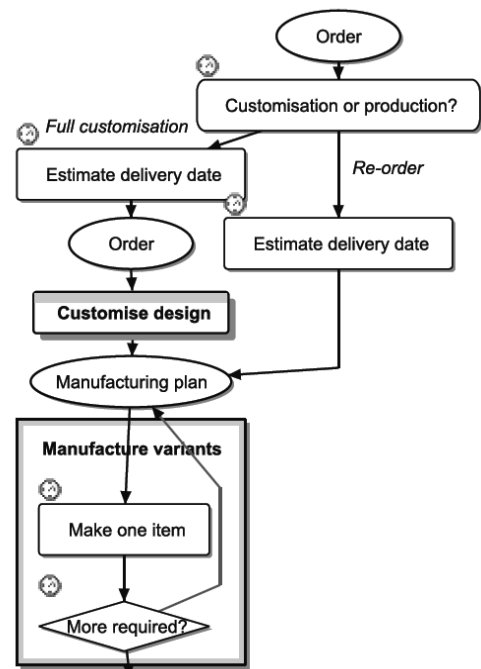 Order
Customisation or production?
Full customisation
Re-order
Estimate delivery date
Estimate delivery date
Order
Customise design
Manufacturing plan
Manufacture variants
Make one item
More required?